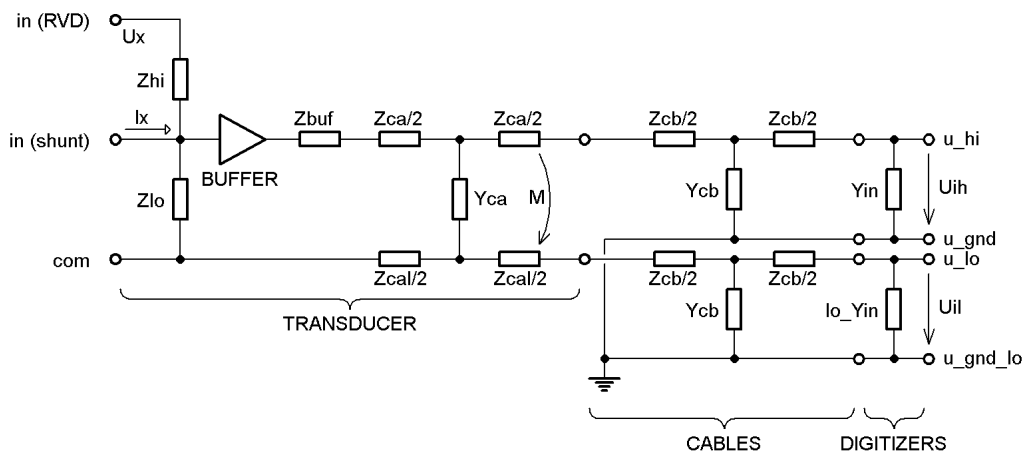 in (RVD)
Ux
Zhi
Ix
in (shunt)
Zbuf
Zca/2
Zca/2
Zcb/2
Zcb/2
u_hi
BUFFER
Zlo
Yca
M
Ycb
Yin
Uih
u_gnd
com
u_lo
Zcal/2
Zcal/2
Zcb/2
Zcb/2
TRANSDUCER
Ycb
lo_Yin
Uil
u_gnd_lo
CABLES
DIGITIZERS